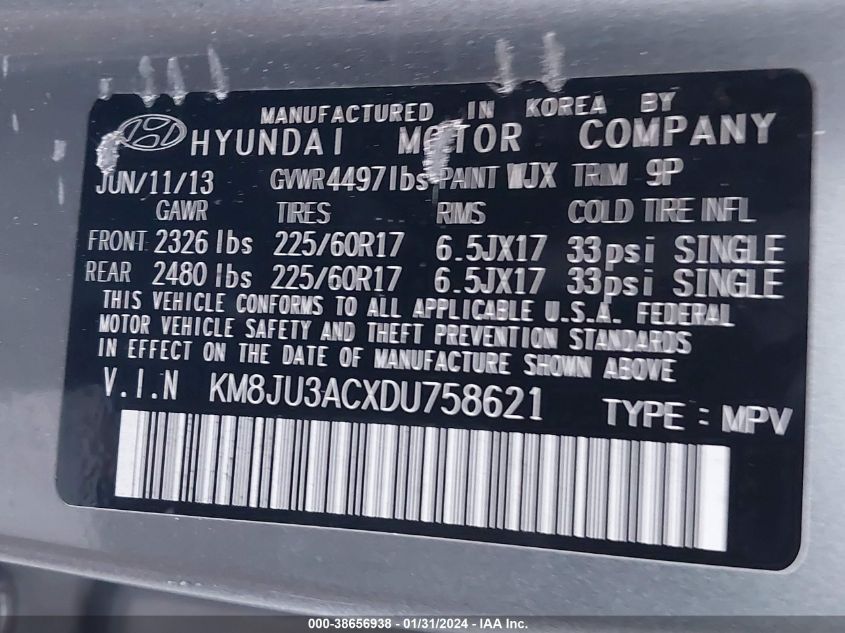 MANUFACTURED IN KOREA BY
HYUNDAI MOTOR COMPANY
JUN/11/13 GVWR 4497lbs PAINT WJX TRIM 9P
GAWR TIRES RIMS COLD TIRE INFL
FRONT 2326 lbs 225/60R17 6.5JX17 33psi SINGLE
REAR 2480 lbs 225/60R17 6.5JX17 33psi SINGLE
THIS VEHICLE CONFORMS TO ALL APPLICABLE U.S.A. FEDERAL
MOTOR VEHICLE SAFETY AND THEFT PREVENTION STANDARDS
IN EFFECT ON THE DATE OF MANUFACTURE SHOWN ABOVE
V.I.N KM8JU3ACXDU758621 TYPE : MPV
000-38656938 - 01/31/2024 - IAA Inc.